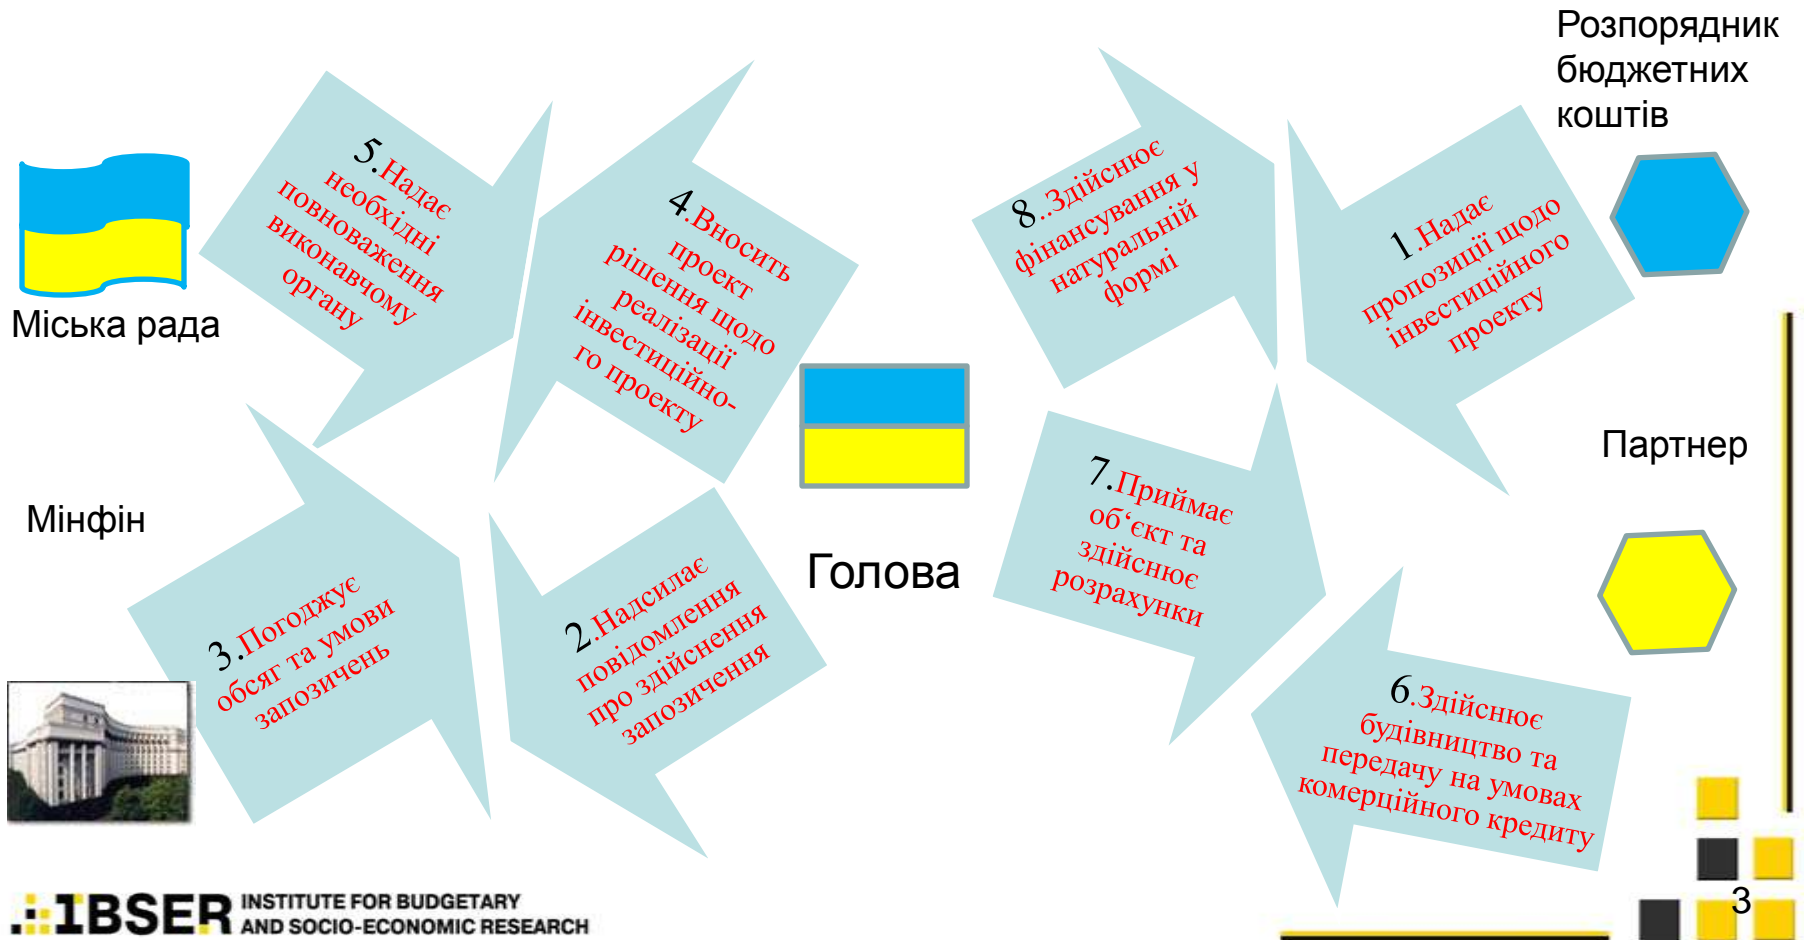 Розпорядник
бюджетних
коштів
5.Надає
необхідні
повноваження
виконавчому
органу
4.Вносить
проект
рішення щодо
реалізації
інвестиційно-
го проекту
8..Здійснює
фінансування у
натуральній
формі
1.Надає
пропозиції щодо
інвестиційного
проекту
Міська рада
Мінфін
Голова
Партнер
3.Погоджує
обсяг та умови
запозичень
2.Надсилає
повідомлення
про здійснення
запозичення
7.Приймає
об‘єкт та
здійснює
розрахунки
6.Здійснює
будівництво та
передачу на умовах
комерційного кредиту
IBSER INSTITUTE FOR BUDGETARY
AND SOCIO-ECONOMIC RESEARCH
3